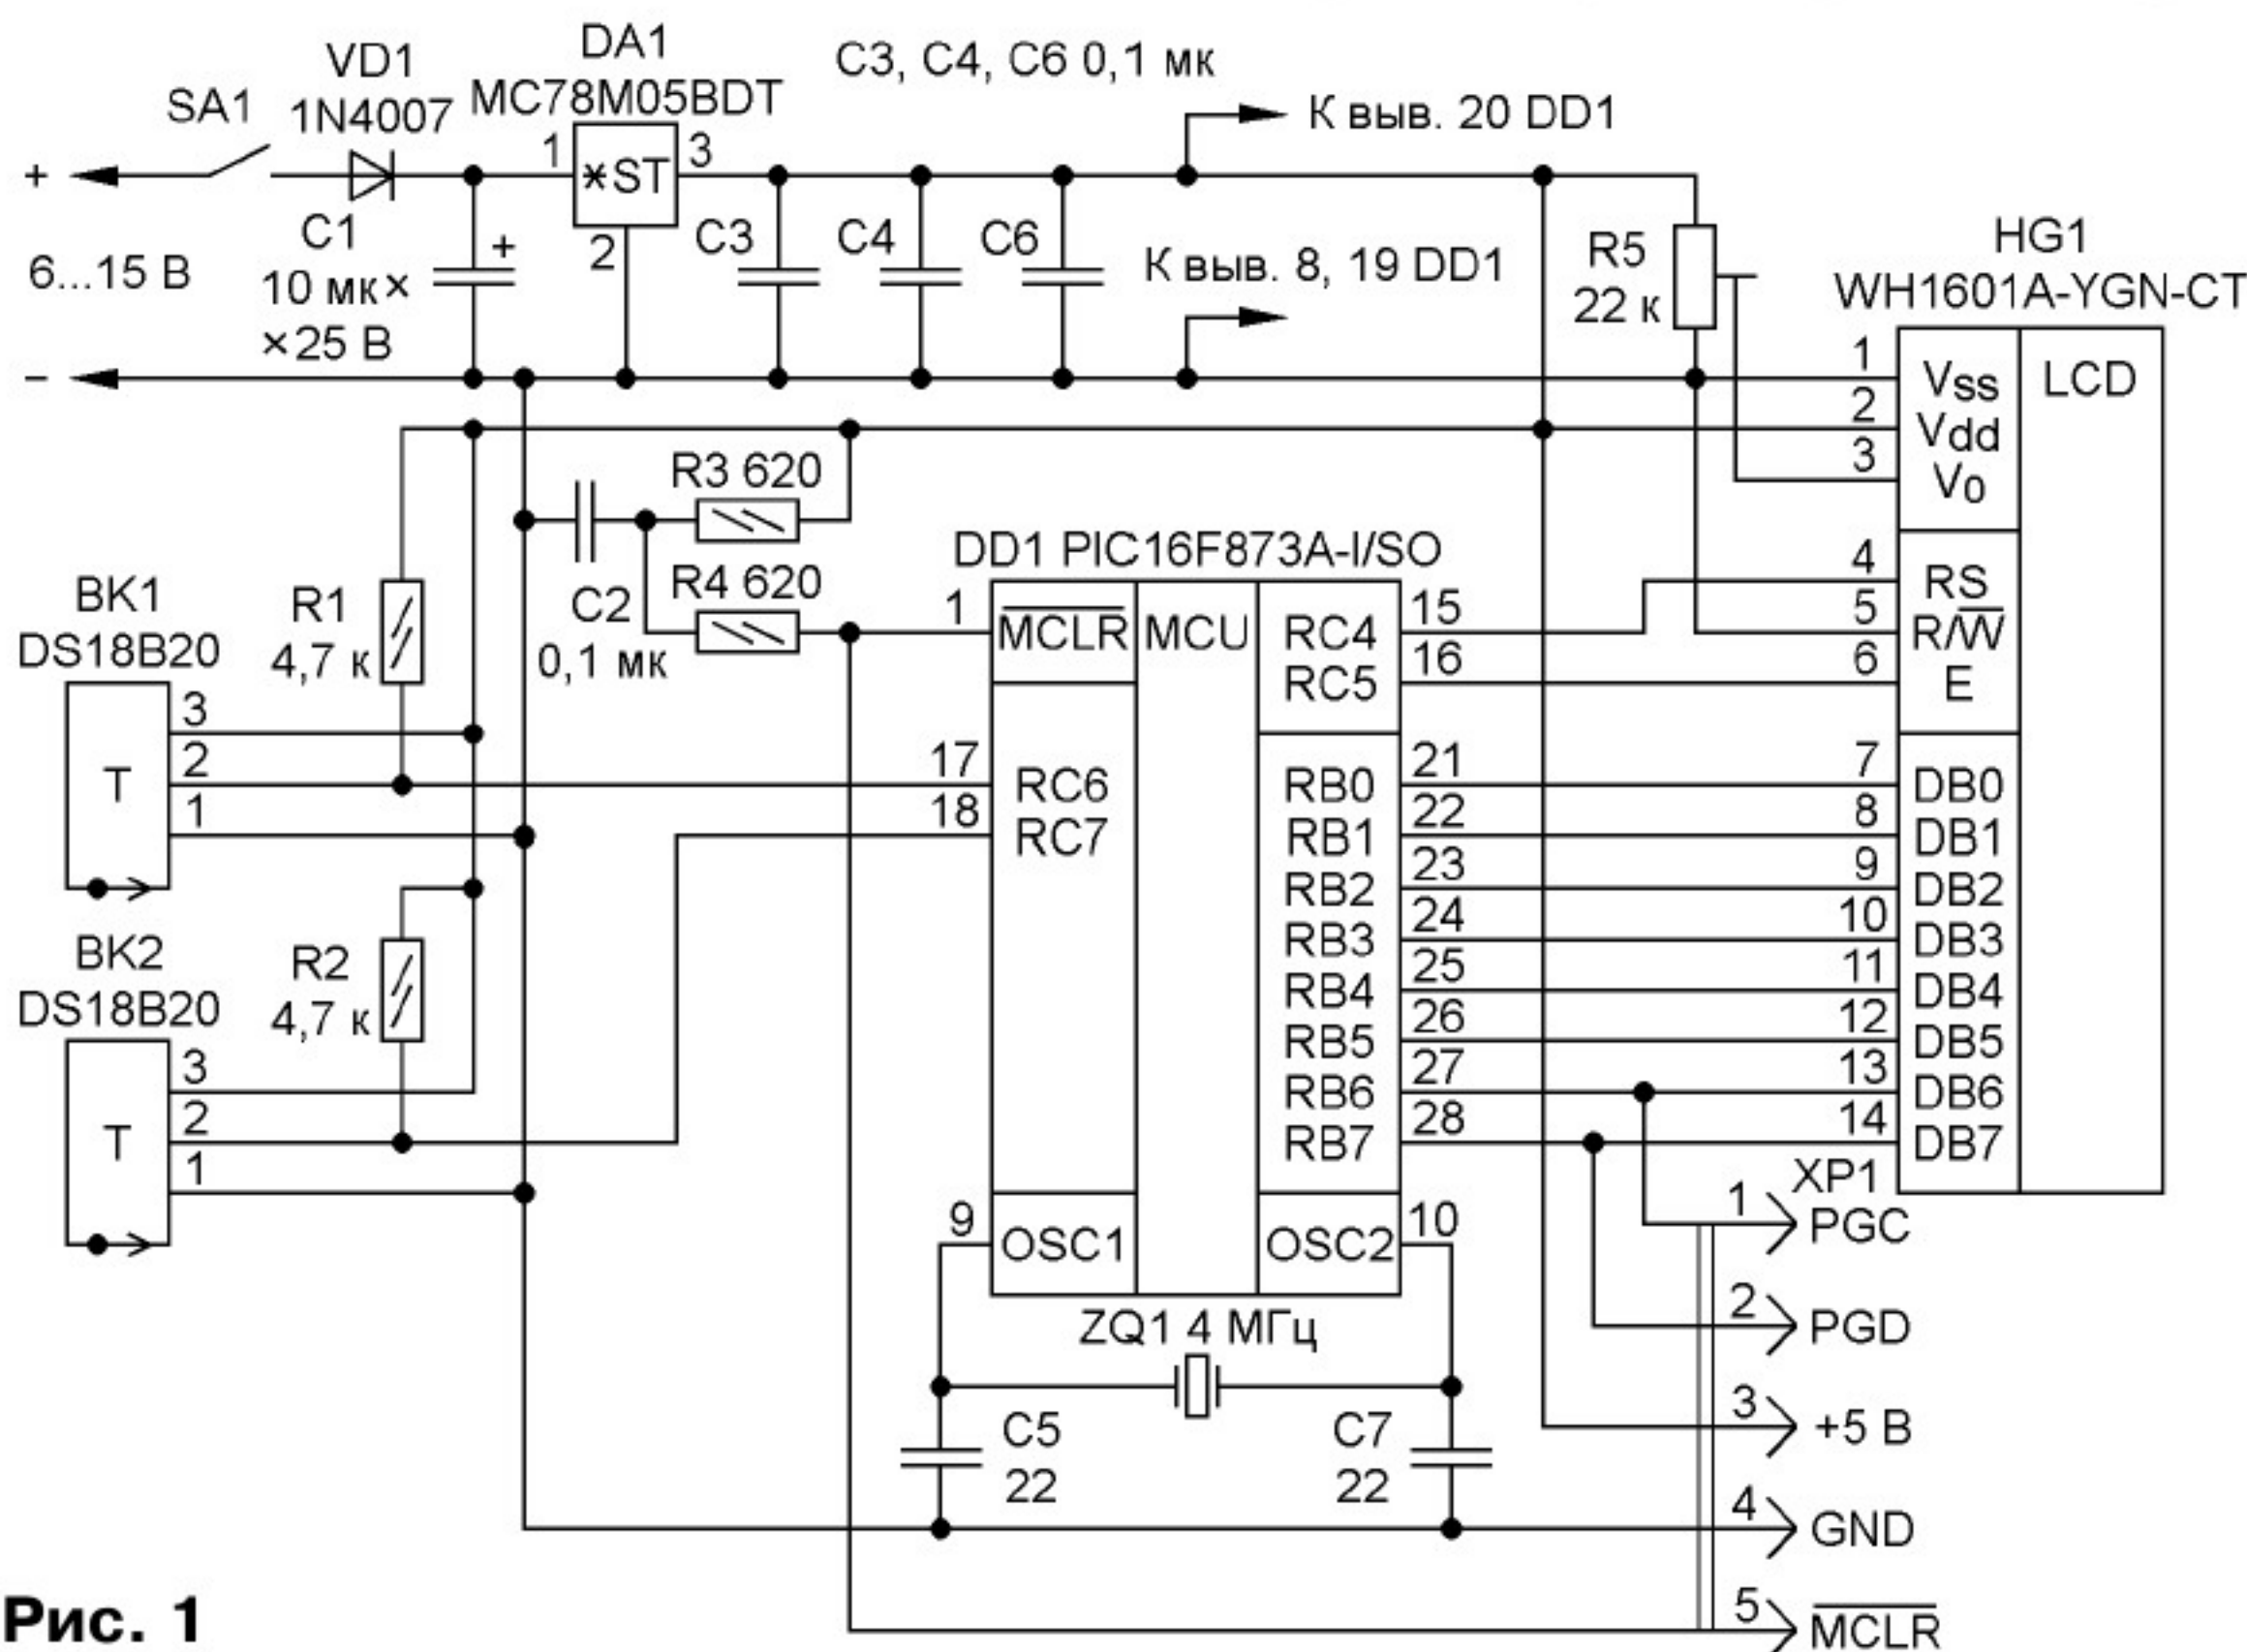 VD1
1N4007
DA1
MC78M05BDT
C3, C4, C6 0,1 мк
SA1
К выв. 20 DD1
+
1
*ST
3
2
C1
10 мк×
×25 В
+
6...15 В
C3
C4
C6
К выв. 8, 19 DD1
R5
22 к
HG1
WH1601A-YGN-CT
−
1
Vss
LCD
2
Vdd
3
V0
R3 620
DD1 PIC16F873A-I/SO
4
RS
5
R/W̅
6
E
BK1
DS18B20
R1
4,7 к
C2
0,1 мк
R4 620
1
M̅C̅L̅R̅
MCU
RC4
15
RC5
16
3
2
1
T
17
RC6
18
RC7
RB0
21
7
DB0
RB1
22
8
DB1
RB2
23
9
DB2
RB3
24
10
DB3
RB4
25
11
DB4
RB5
26
12
DB5
RB6
27
13
DB6
RB7
28
14
DB7
BK2
DS18B20
R2
4,7 к
3
2
1
T
9
OSC1
OSC2
10
XP1
1
PGC
ZQ1 4 МГц
2
PGD
C5
22
C7
22
3
+5 В
4
GND
5
M̅C̅L̅R̅
Рис. 1